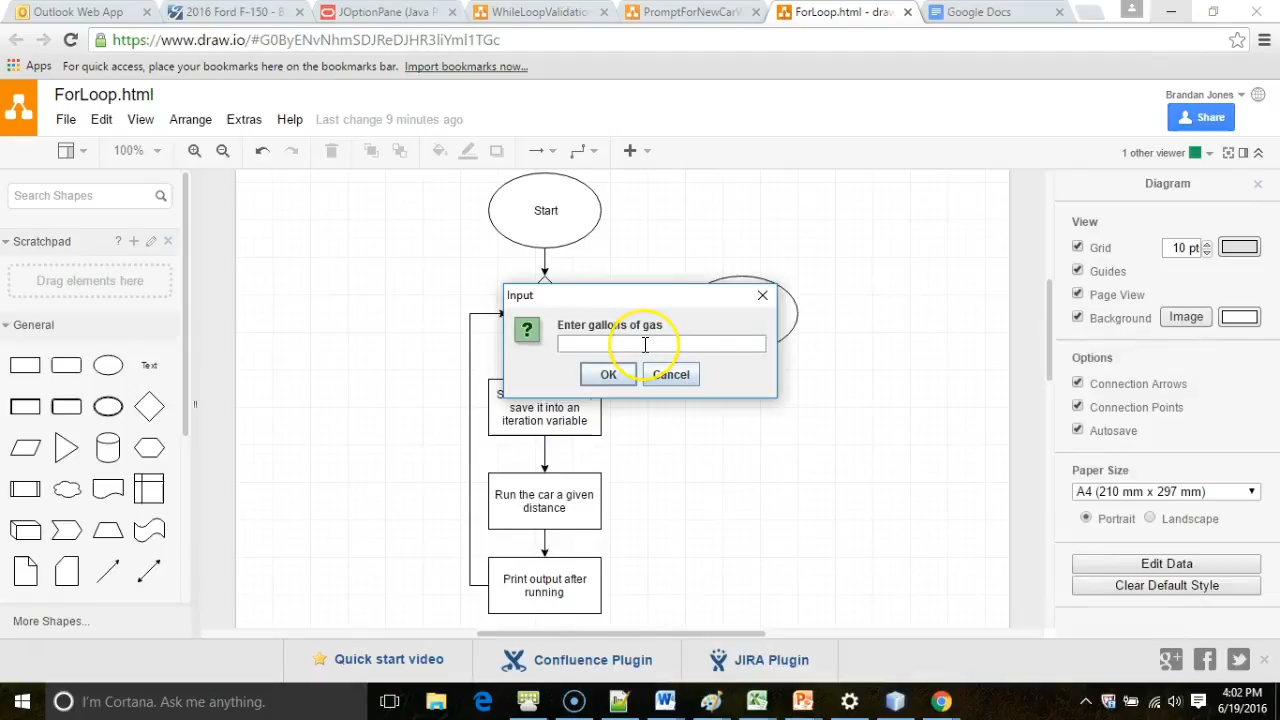 Outlook Web App
2016 Ford F-150 - B
JOptionPane (Java P
WhileLoopValidation
PromptForNewCarW
ForLoop.html - draw
Google Docs
https://www.draw.io/#G0ByENvNhmSDJReDJHR3liYml1TGc
Apps
For quick access, place your bookmarks here on the bookmarks bar. Import bookmarks now...
ForLoop.html
Brandan Jones
File Edit View Arrange Extras Help Last change 9 minutes ago
Share
100%
1 other viewer
Search Shapes
Scratchpad
?
Drag elements here
General
Text
More Shapes...
Start
Input
?
Enter gallons of gas
OK
Cancel
save it into an
iteration variable
Run the car a given
distance
Print output after
running
Diagram
View
Grid
10 pt
Guides
Page View
Background
Image
Options
Connection Arrows
Connection Points
Autosave
Paper Size
A4 (210 mm x 297 mm)
Portrait
Landscape
Edit Data
Clear Default Style
Quick start video
Confluence Plugin
JIRA Plugin
I'm Cortana. Ask me anything.
4:02 PM
6/19/2016